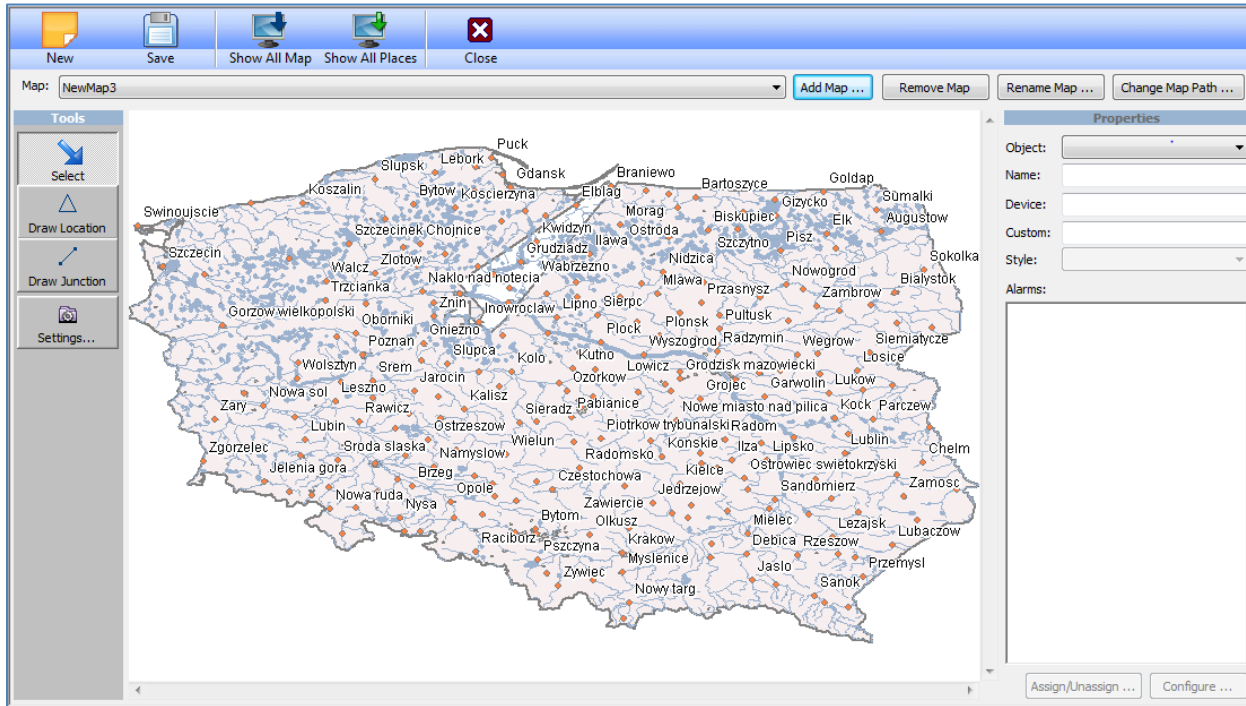 New Save Show All Map Show All Places Close
Map: NewMap3 Add Map ... Remove Map Rename Map ... Change Map Path ...
Tools
Select
Draw Location
Draw Junction
Settings...
Puck
Slupsk Lebork Gdansk Braniewo
Koszalin Bytow Koscierzyna Elblag Bartoszyce Goldap
Swinoujscie Morag Gizycko Sumalki
Szczecinek Chojnice Kwidzyn Ostróda Biskupiec Elk Augustow
Szczecin Grudziadz Ilawa Szczytno Pisz
Walcz Zlotow Wabrzezno Nidzica Sokolka
Trzcianka Naklo nad notecia Mlawa Przasnysz Nowogrod Bialystok
Gorzow wielkopolski Oborniki Znin Inowroclaw Lipno Sierpc Zambrow
Poznan Gniezno Plock Plonsk Pultusk
Slupca Kolo Kutno Wyszogrod Radzymin Wegrow Siemiatycze
Wolsztyn Srem Jarocin Ozorkow Lowicz Grodzisk mazowiecki Losice
Nowa sol Leszno Kalisz Grojec Garwolin Lukow
Zary Rawicz Sieradz Pabianice Nowe miasto nad pilica Kock Parczew
Lubin Ostrzeszow Piotrkow trybunalski Radom
Zgorzelec Sroda slaska Namyslow Wielun Radomsko Konskie Ilza Lipsko Lublin Chelm
Jelenia gora Brzeg Czestochowa Kielce Ostrowiec swietokrzyski
Nowa ruda Nysa Opole Zawiercie Jedrzejow Sandomierz Zamosc
Bytom Olkusz Mielec Lezajsk Lubaczow
Raciborz Pszczyna Krakow Debica Rzeszow
Zywiec Myslenice Jaslo Przemysl
Nowy targ Sanok
Properties
Object:
Name:
Device:
Custom:
Style:
Alarms:
Assign/Unassign ... Configure ...